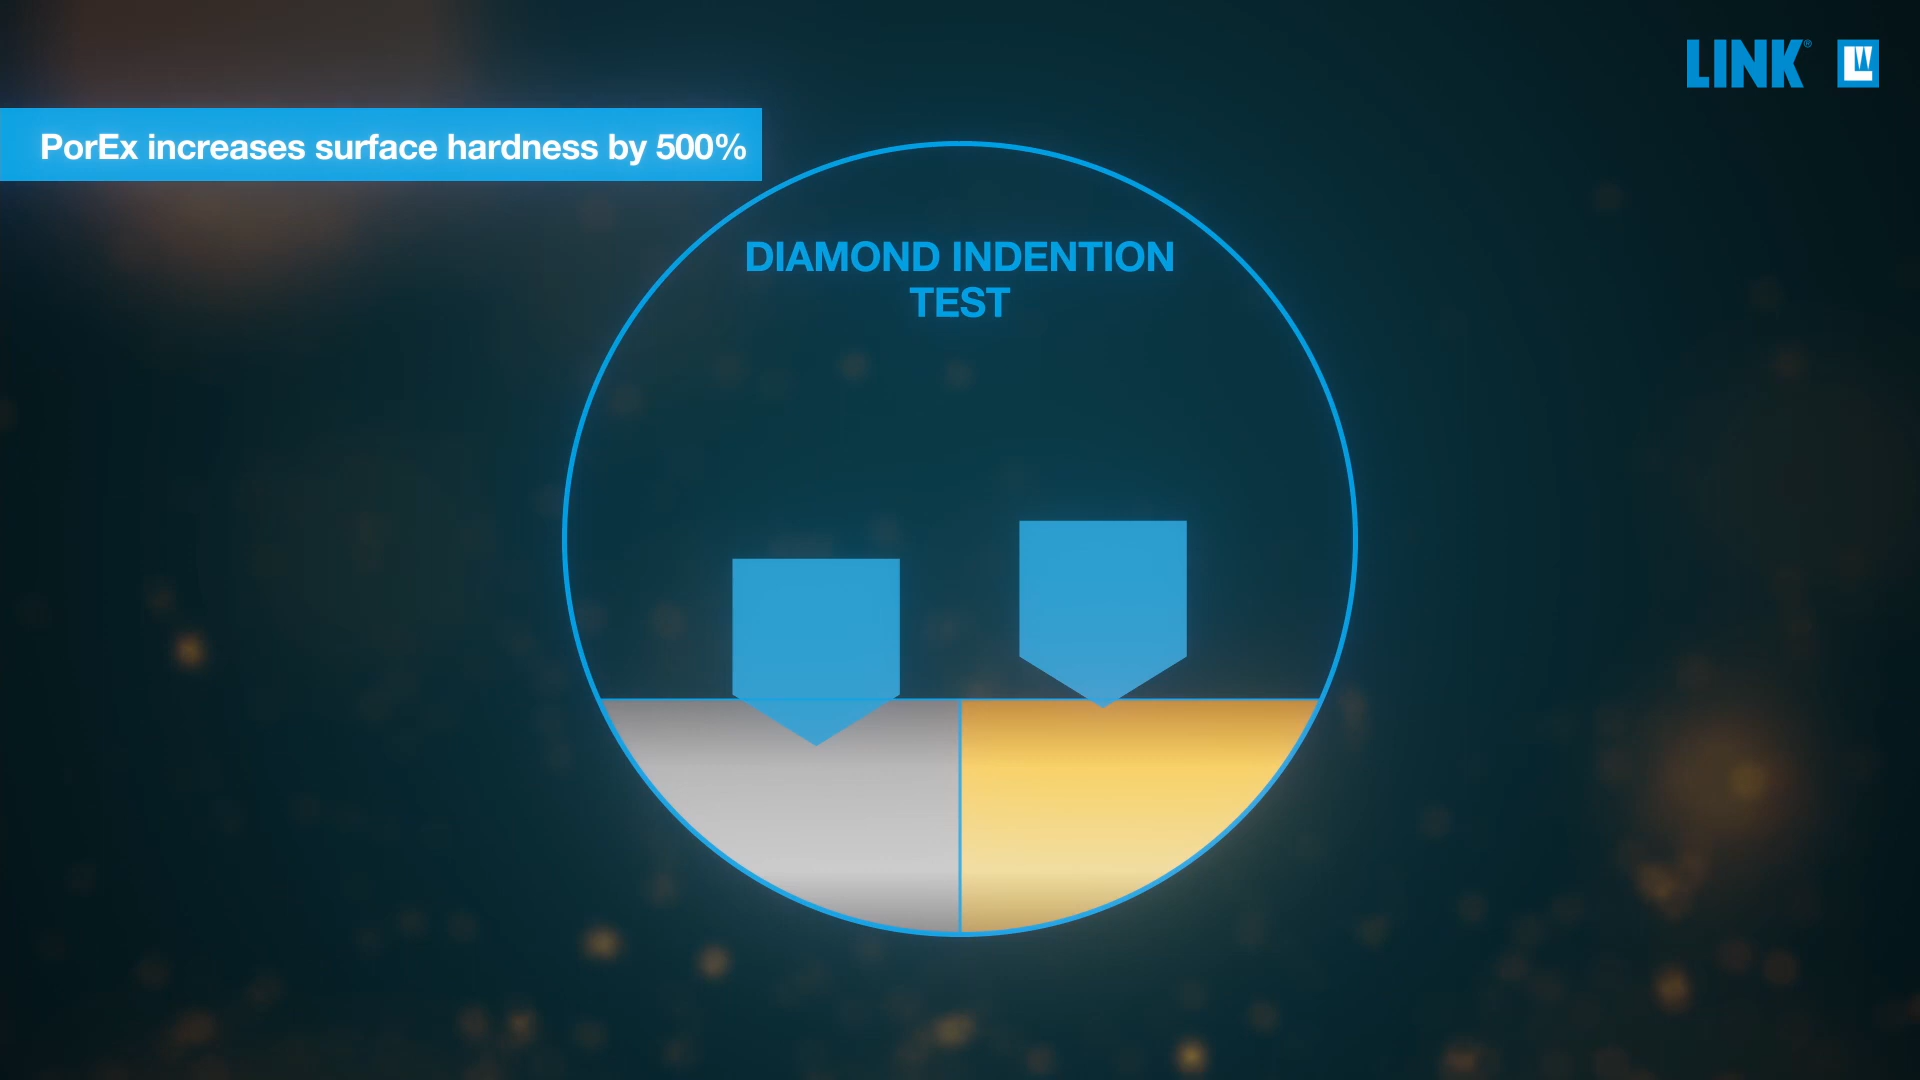 LINK®
PorEx increases surface hardness by 500%
DIAMOND INDENTION
TEST